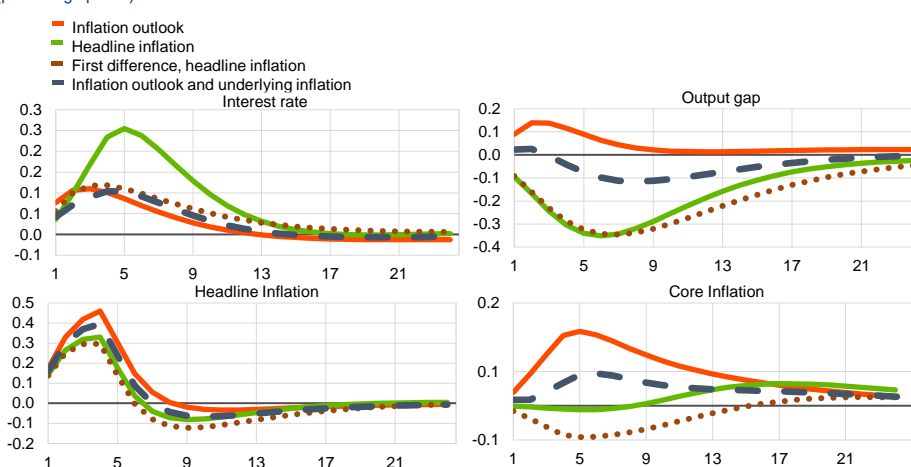 Inflation outlook
Headline inflation
First difference, headline inflation
Inflation outlook and underlying inflation
Interest rate
0.3
0.3
0.2
0.2
0.1
0.1
0.0
-0.1
1 5 9 13 17 21
Output gap
0.2
0.1
0.0
-0.1
-0.2
-0.3
-0.4
1 5 9 13 17 21
Headline Inflation
0.5
0.4
0.3
0.2
0.1
0.0
-0.1
-0.2
1 5 9 13 17 21
Core Inflation
0.2
0.1
-0.1
1 5 9 13 17 21